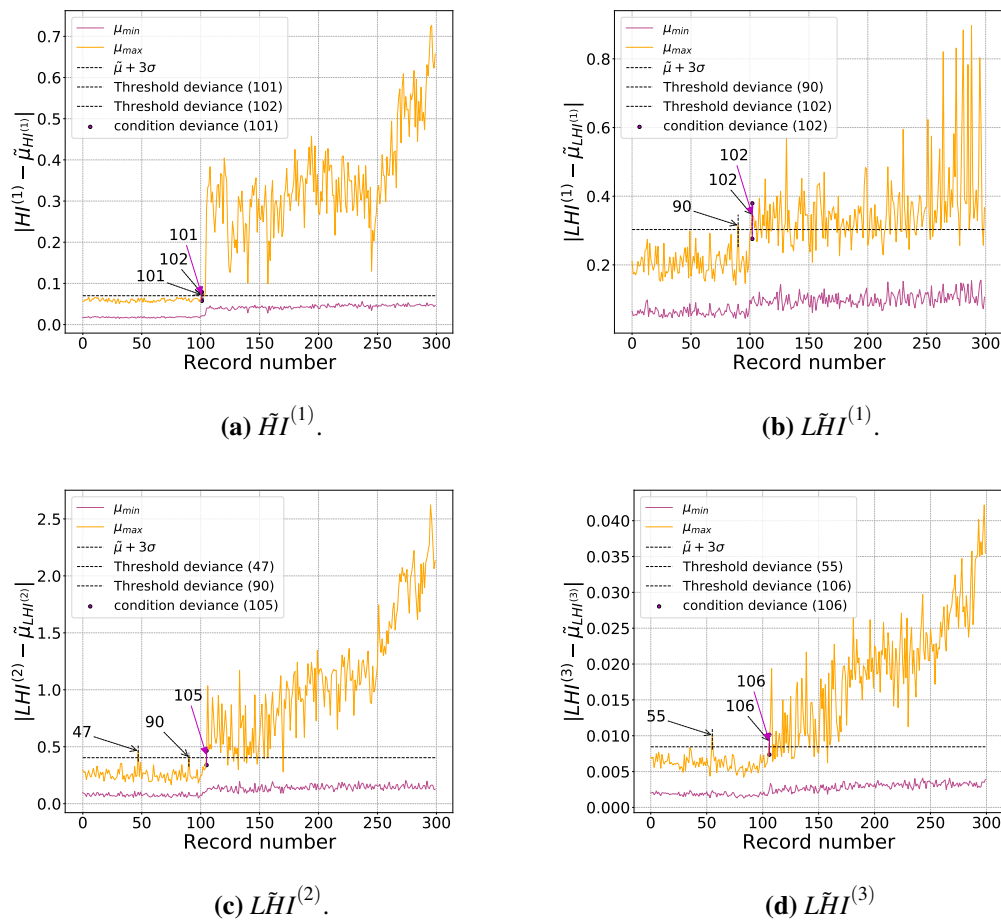 0.7
0.6
0.5
0.4
0.3
0.2
0.1
0.0
|HI^(1) − μ̃_HI^(1)|
μ_min
μ_max
μ̃ + 3σ
Threshold deviance (101)
Threshold deviance (102)
condition deviance (101)
101
102
101
0 50 100 150 200 250 300
Record number
(a) H̃I^(1).
0.8
0.6
0.4
0.2
|LHI^(1) − μ̃_LHI^(1)|
μ_min
μ_max
μ̃ + 3σ
Threshold deviance (90)
Threshold deviance (102)
condition deviance (102)
102
102
90
0 50 100 150 200 250 300
Record number
(b) LH̃I^(1).
2.5
2.0
1.5
1.0
0.5
0.0
|LHI^(2) − μ̃_LHI^(2)|
μ_min
μ_max
μ̃ + 3σ
Threshold deviance (47)
Threshold deviance (90)
condition deviance (105)
105
90
47
0 50 100 150 200 250 300
Record number
(c) LH̃I^(2).
0.040
0.035
0.030
0.025
0.020
0.015
0.010
0.005
0.000
|LHI^(3) − μ̃_LHI^(3)|
μ_min
μ_max
μ̃ + 3σ
Threshold deviance (55)
Threshold deviance (106)
condition deviance (106)
106
106
55
0 50 100 150 200 250 300
Record number
(d) LH̃I^(3)